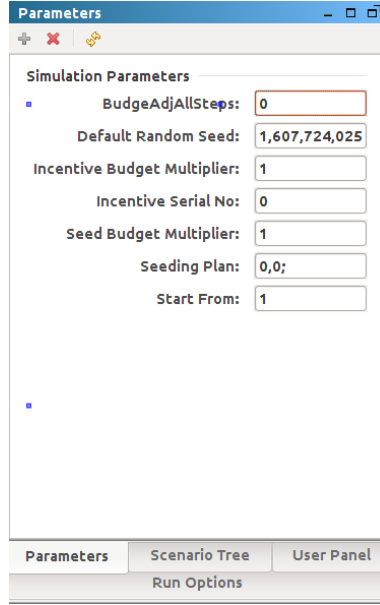 Parameters
Simulation Parameters
BudgeAdjAllSteps: 0
Default Random Seed: 1,607,724,025
Incentive Budget Multiplier: 1
Incentive Serial No: 0
Seed Budget Multiplier: 1
Seeding Plan: 0,0;
Start From: 1
Parameters Scenario Tree User Panel
Run Options